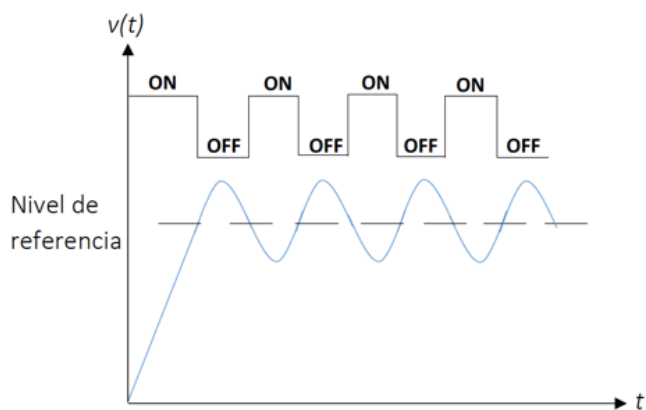 v(t)
ON ON ON ON
OFF OFF OFF OFF
Nivel de
referencia
t